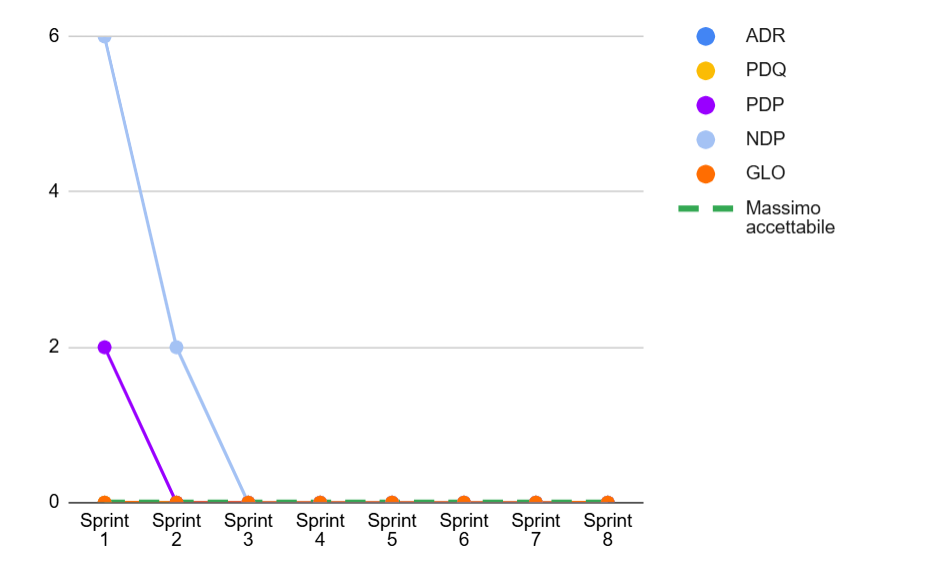 6
4
2
0
Sprint
1
Sprint
2
Sprint
3
Sprint
4
Sprint
5
Sprint
6
Sprint
7
Sprint
8
ADR
PDQ
PDP
NDP
GLO
Massimo
accettabile